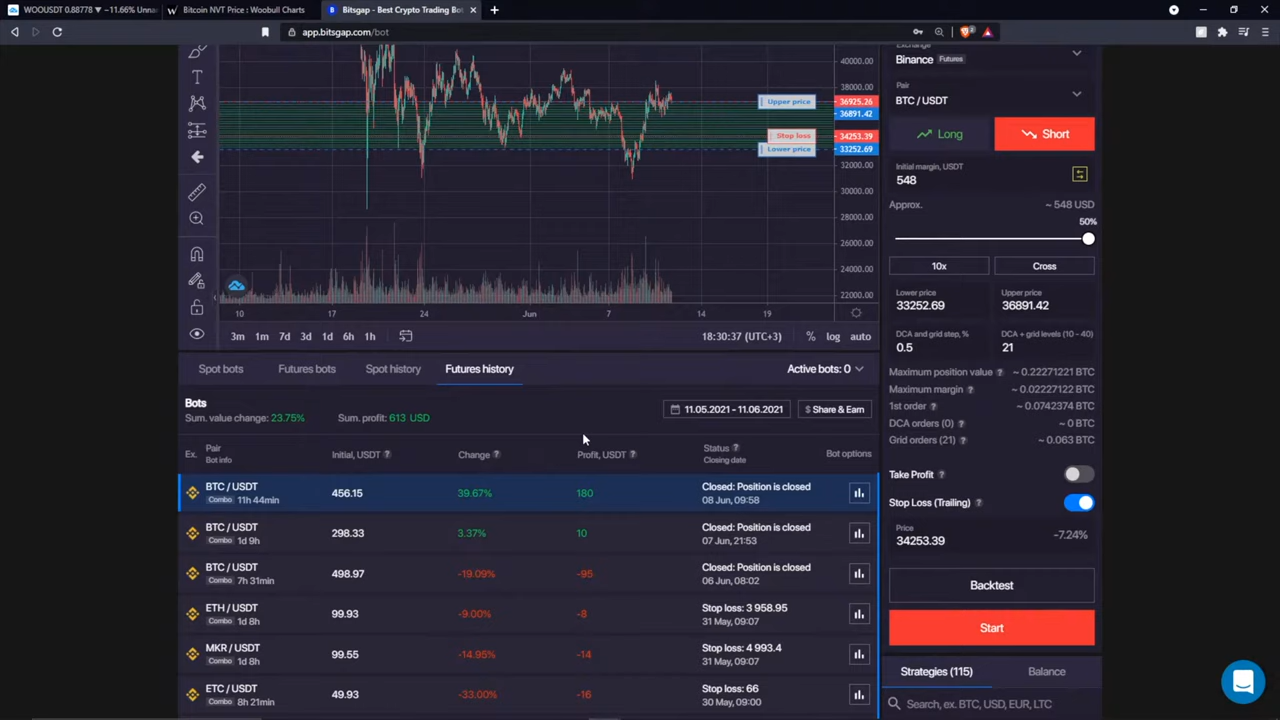 WOOUSDT 0.88778 ▼ −11.66% Unna
Bitcoin NVT Price : Woobull Charts
Bitsgap - Best Crypto Trading Bot
app.bitsgap.com/bot
40000.00
38000.00
36925.26
36891.42
34253.39
33252.69
32000.00
30000.00
28000.00
26000.00
24000.00
22000.00
Upper price
Stop loss
Lower price
10
17
24
Jun
7
14
19
3m
1m
7d
3d
1d
6h
1h
18:30:37 (UTC+3)
%
log
auto
Spot bots
Futures bots
Spot history
Futures history
Active bots: 0
Bots
Sum. value change: 23.75%
Sum. profit: 613 USD
11.05.2021 - 11.06.2021
$ Share & Earn
Ex.
Pair
Bot info
Initial, USDT
Change
Profit, USDT
Status
Closing date
Bot options
BTC / USDT
Combo 11h 44min
456.15
39.67%
180
Closed: Position is closed
08 Jun, 09:58
BTC / USDT
Combo 1d 9h
298.33
3.37%
10
Closed: Position is closed
07 Jun, 21:53
BTC / USDT
Combo 7h 31min
498.97
-19.09%
-95
Closed: Position is closed
06 Jun, 08:02
ETH / USDT
Combo 1d 8h
99.93
-9.00%
-8
Stop loss: 3 958.95
31 May, 09:07
MKR / USDT
Combo 1d 8h
99.55
-14.95%
-14
Stop loss: 4 993.4
31 May, 09:07
ETC / USDT
Combo 8h 21min
49.93
-33.00%
-16
Stop loss: 66
30 May, 09:00
Exchange
Binance Futures
Pair
BTC / USDT
Long
Short
Initial margin, USDT
548
Approx.
~ 548 USD
50%
10x
Cross
Lower price
33252.69
Upper price
36891.42
DCA and grid step, %
0.5
DCA + grid levels (10 - 40)
21
Maximum position value ~ 0.22271221 BTC
Maximum margin ~ 0.02227122 BTC
1st order ~ 0.0742374 BTC
DCA orders (0) ~ 0 BTC
Grid orders (21) ~ 0.063 BTC
Take Profit
Stop Loss (Trailing)
Price
34253.39
-7.24%
Backtest
Start
Strategies (115)
Balance
Search, ex. BTC, USD, EUR, LTC